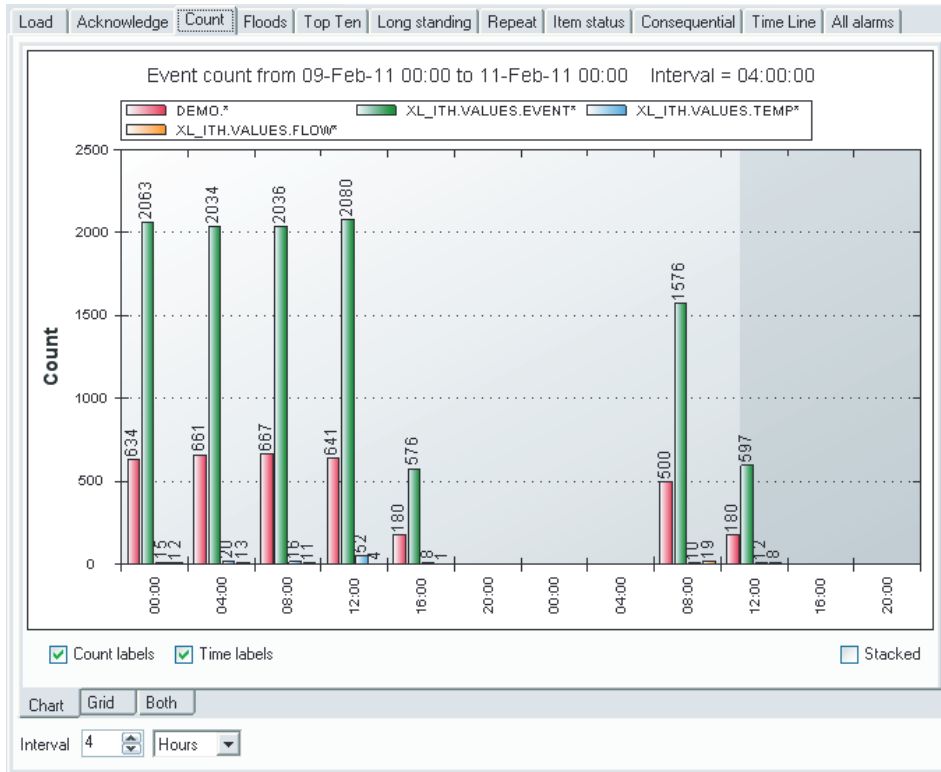 Load Acknowledge Count Floods Top Ten Long standing Repeat Item status Consequential Time Line All alarms
Event count from 09-Feb-11 00:00 to 11-Feb-11 00:00 Interval = 04:00:00
DEMO.* XL_ITH.VALUES.EVENT* XL_ITH.VALUES.TEMP*
XL_ITH.VALUES.FLOW*
Count
2500
2000
1500
1000
500
0
634 2063 15 12
661 2034 20 13
667 2036 16 11
641 2080 52 4
180 576 8 1
500 1576 10 19
180 597 12 8
00:00 04:00 08:00 12:00 16:00 20:00 00:00 04:00 08:00 12:00 16:00 20:00
Count labels Time labels Stacked
Chart Grid Both
Interval 4 Hours